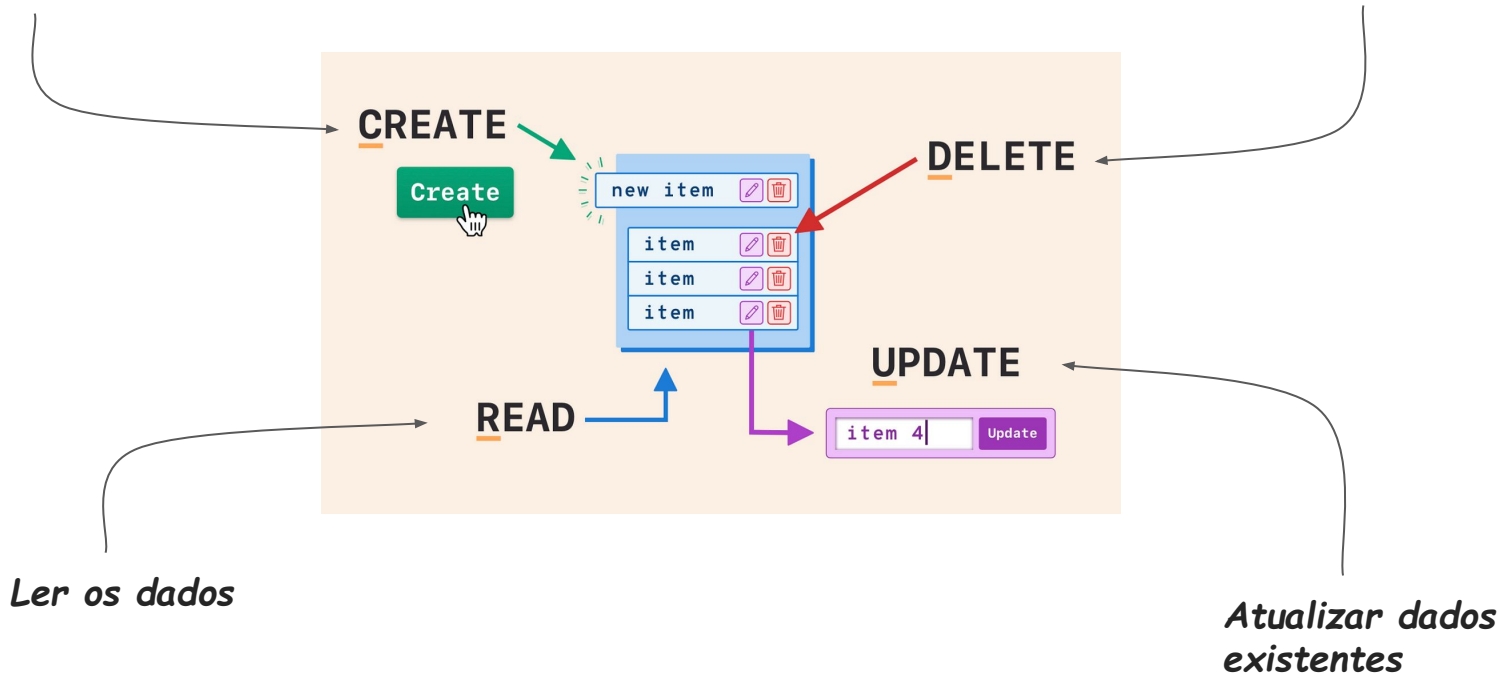 CREATE
DELETE
Create
new item
item
item
item
UPDATE
READ
item 4
Update
Ler os dados
Atualizar dados
existentes